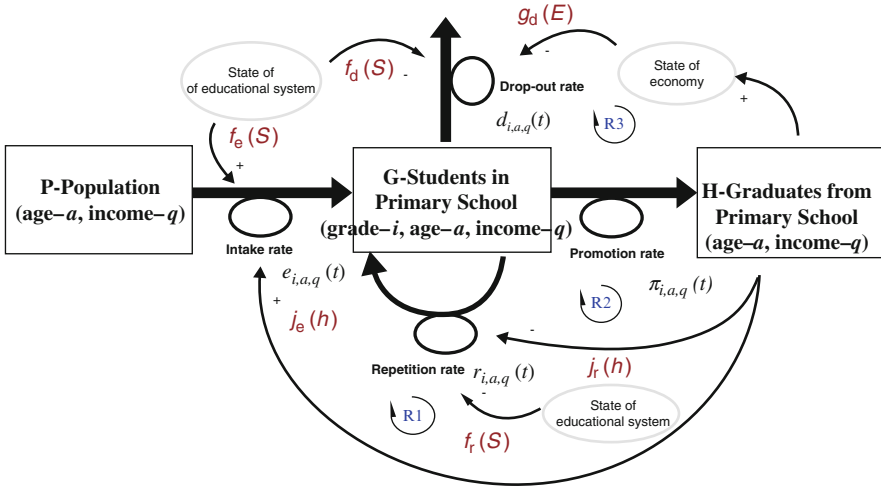 g_d(E)
State of
of educational system
f_d(S)
-
-
State of
economy
Drop-out rate
+
d_{i,a,q}(t)
R3
f_e(S)
+
P-Population
(age–a, income–q)
G-Students in
Primary School
(grade–i, age–a, income–q)
H-Graduates from
Primary School
(age–a, income–q)
Intake rate
Promotion rate
e_{i,a,q}(t)
π_{i,a,q}(t)
+
R2
j_e(h)
-
j_r(h)
Repetition rate
r_{i,a,q}(t)
-
R1
State of
educational system
f_r(S)